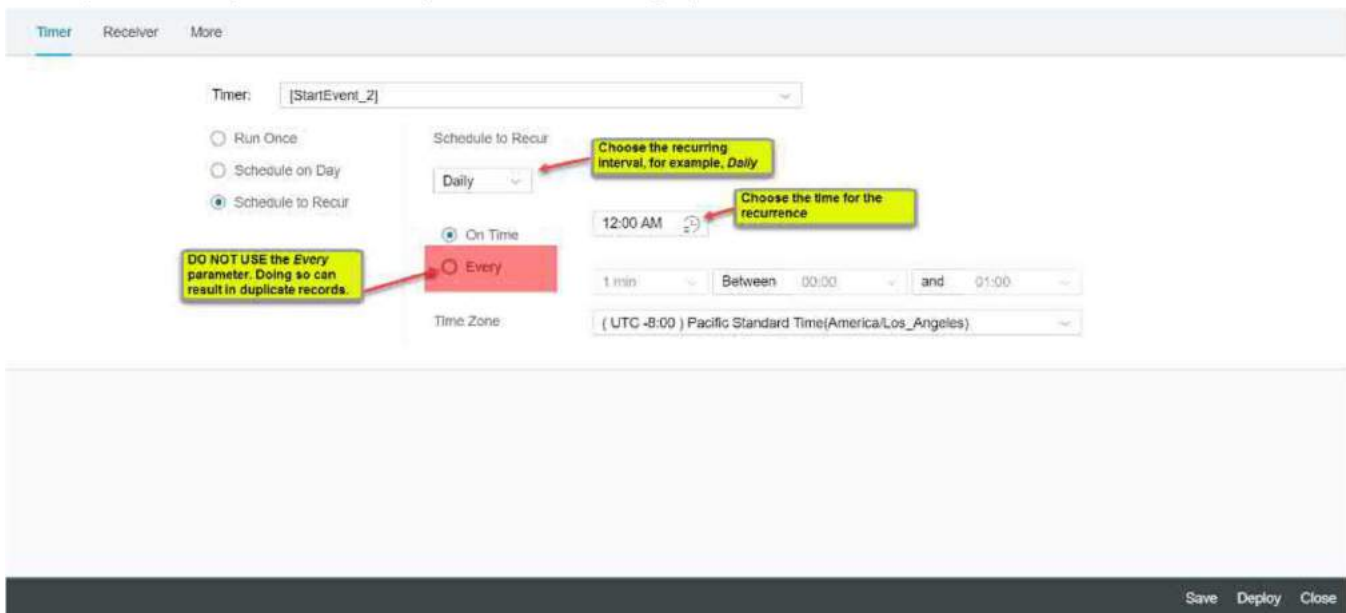 Timer Receiver More
Timer: [StartEvent_2]
Run Once
Schedule on Day
Schedule to Recur
Schedule to Recur
Daily
Choose the recurring
interval, for example, Daily
On Time
12:00 AM
Choose the time for the
recurrence
Every
DO NOT USE the Every
parameter. Doing so can
result in duplicate records.
1 min Between 00:00 and 01:00
Time Zone ( UTC -8:00 ) Pacific Standard Time(America/Los_Angeles)
Save Deploy Close